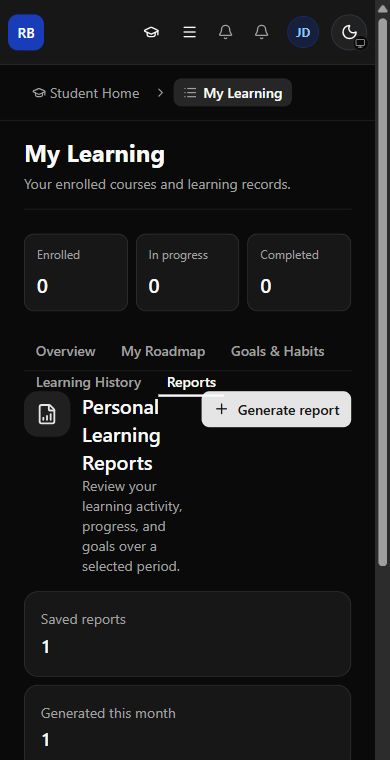 RB
JD
Student Home
My Learning
My Learning
Your enrolled courses and learning records.
Enrolled
In progress
Completed
0
0
0
Overview
My Roadmap
Goals & Habits
Learning History
Reports
Personal
Learning
Reports
Generate report
Review your
learning activity,
progress, and
goals over a
selected period.
Saved reports
1
Generated this month
1